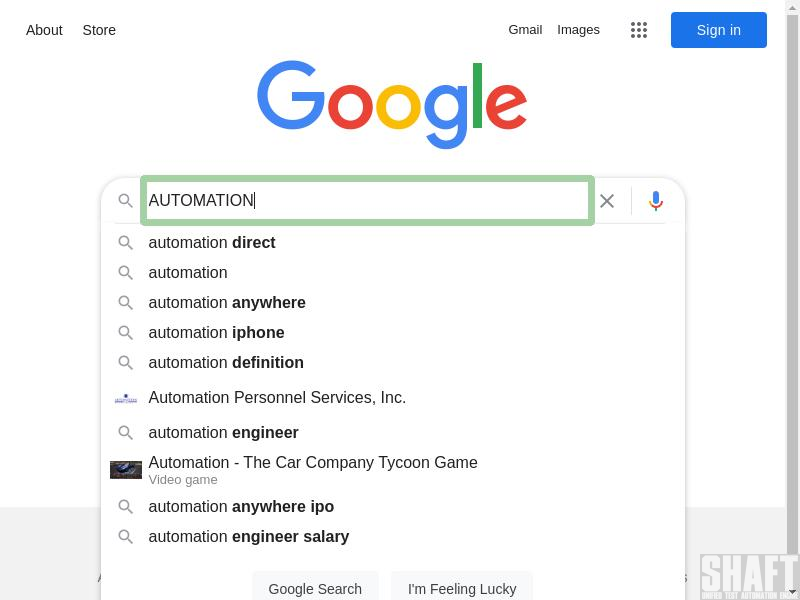 About Store Gmail Images Sign in
Google
AUTOMATION
automation direct
automation
automation anywhere
automation iphone
automation definition
Automation Personnel Services, Inc.
automation engineer
Automation - The Car Company Tycoon Game
Video game
automation anywhere ipo
automation engineer salary
Google Search I'm Feeling Lucky
SHAFT